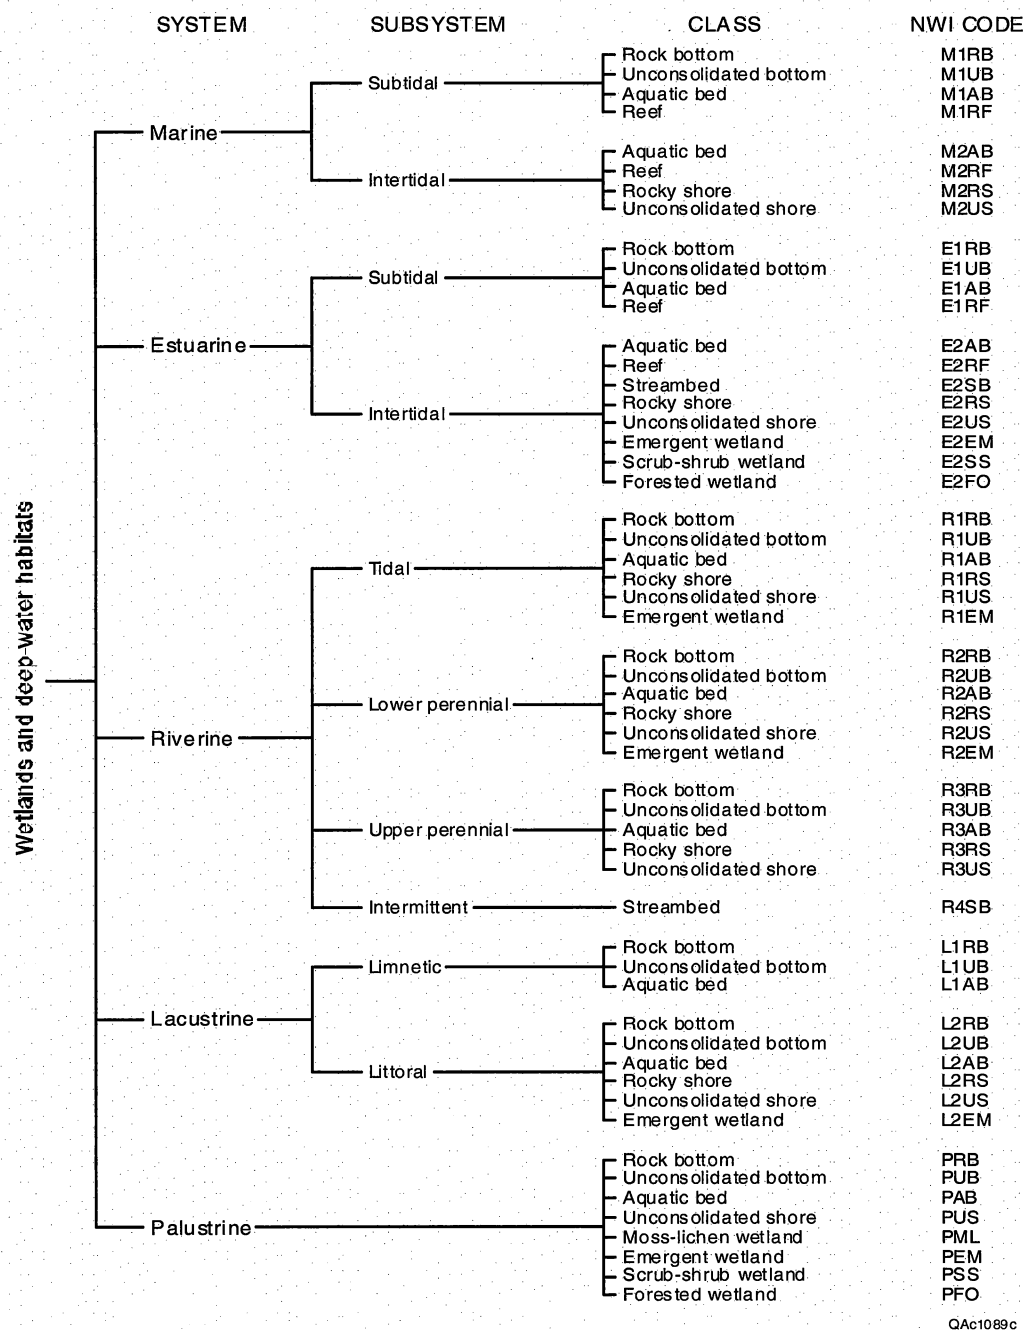 SYSTEM SUBSYSTEM CLASS NWI CODE
Rock bottom M1RB
Unconsolidated bottom M1UB
Subtidal
Aquatic bed M1AB
Reef M1RF
Marine
Aquatic bed M2AB
Reef M2RF
Intertidal
Rocky shore M2RS
Unconsolidated shore M2US
Rock bottom E1RB
Unconsolidated bottom E1UB
Subtidal
Aquatic bed E1AB
Reef E1RF
Estuarine Aquatic bed E2AB
Reef E2RF
Streambed E2SB
Rocky shore E2RS
Intertidal
Unconsolidated shore E2US
Emergent wetland E2EM
Scrub-shrub wetland E2SS
Forested wetland E2FO
Wetlands and deep-water habitats
Rock bottom R1RB
Unconsolidated bottom R1UB
Aquatic bed R1AB
Tidal
Rocky shore R1RS
Unconsolidated shore R1US
Emergent wetland R1EM
Rock bottom R2RB
Unconsolidated bottom R2UB
Aquatic bed R2AB
Lower perennial
Rocky shore R2RS
Unconsolidated shore R2US
Riverine
Emergent wetland R2EM
Rock bottom R3RB
Unconsolidated bottom R3UB
Upper perennial Aquatic bed R3AB
Rocky shore R3RS
Unconsolidated shore R3US
Intermittent Streambed R4SB
Rock bottom L1RB
Limnetic Unconsolidated bottom L1UB
Aquatic bed L1AB
Lacustrine
Rock bottom L2RB
Unconsolidated bottom L2UB
Aquatic bed L2AB
Littoral
Rocky shore L2RS
Unconsolidated shore L2US
Emergent wetland L2EM
Rock bottom PRB
Unconsolidated bottom PUB
Aquatic bed PAB
Unconsolidated shore PUS
Palustrine
Moss-lichen wetland PML
Emergent wetland PEM
Scrub-shrub wetland PSS
Forested wetland PFO
QAc1089c